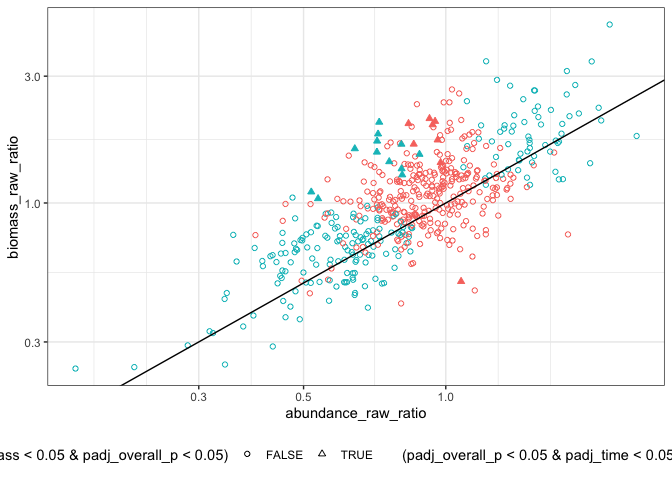 3.0
1.0
0.3
biomass_raw_ratio
0.3 0.5 1.0
abundance_raw_ratio
ass < 0.05 & padj_overall_p < 0.05) FALSE TRUE (padj_overall_p < 0.05 & padj_time < 0.05